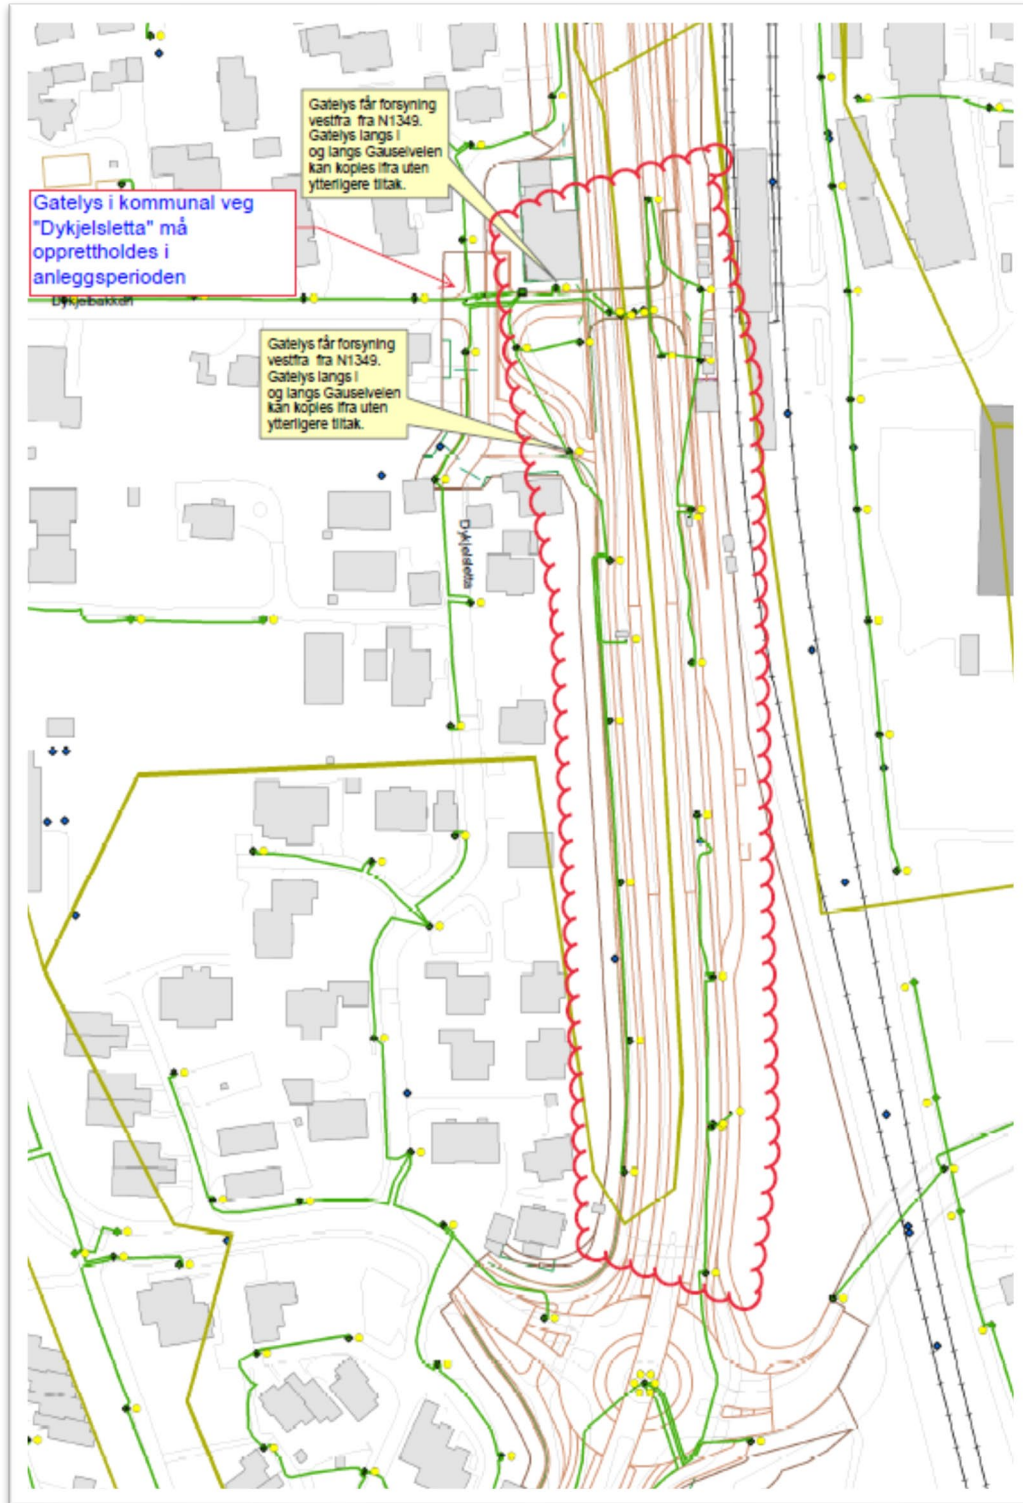 Gatelys får forsyning
vestfra fra N1349.
Gatelys langs i
og langs Gauselveien
kan koples ifra uten
ytterligere tiltak.
Gatelys i kommunal veg
"Dykjelsletta" må
opprettholdes i
anleggsperioden
Dykjelbakken
Gatelys får forsyning
vestfra fra N1349.
Gatelys langs i
og langs Gauselveien
kan koples ifra uten
ytterligere tiltak.
Dykjelsletta